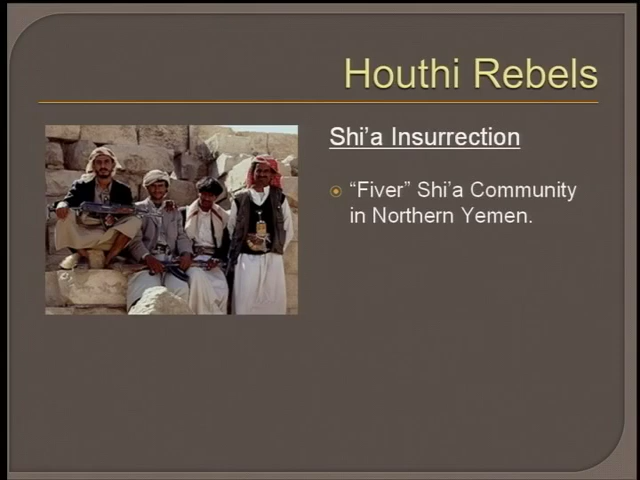 Houthi Rebels
Shi’a Insurrection
“Fiver” Shi’a Community
in Northern Yemen.